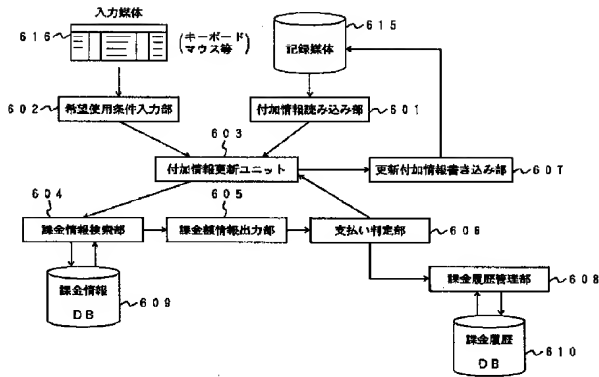 入力媒体
616
(キーボード
マウス等)
615
記録媒体
602
希望使用条件入力部
付加情報読み込み部
601
603
付加情報更新ユニット
更新付加情報書き込み部
607
604
605
課金情報検索部
課金額情報出力部
支払い判定部
606
課金履歴管理部
608
課金情報
DB
609
課金履歴
DB
610